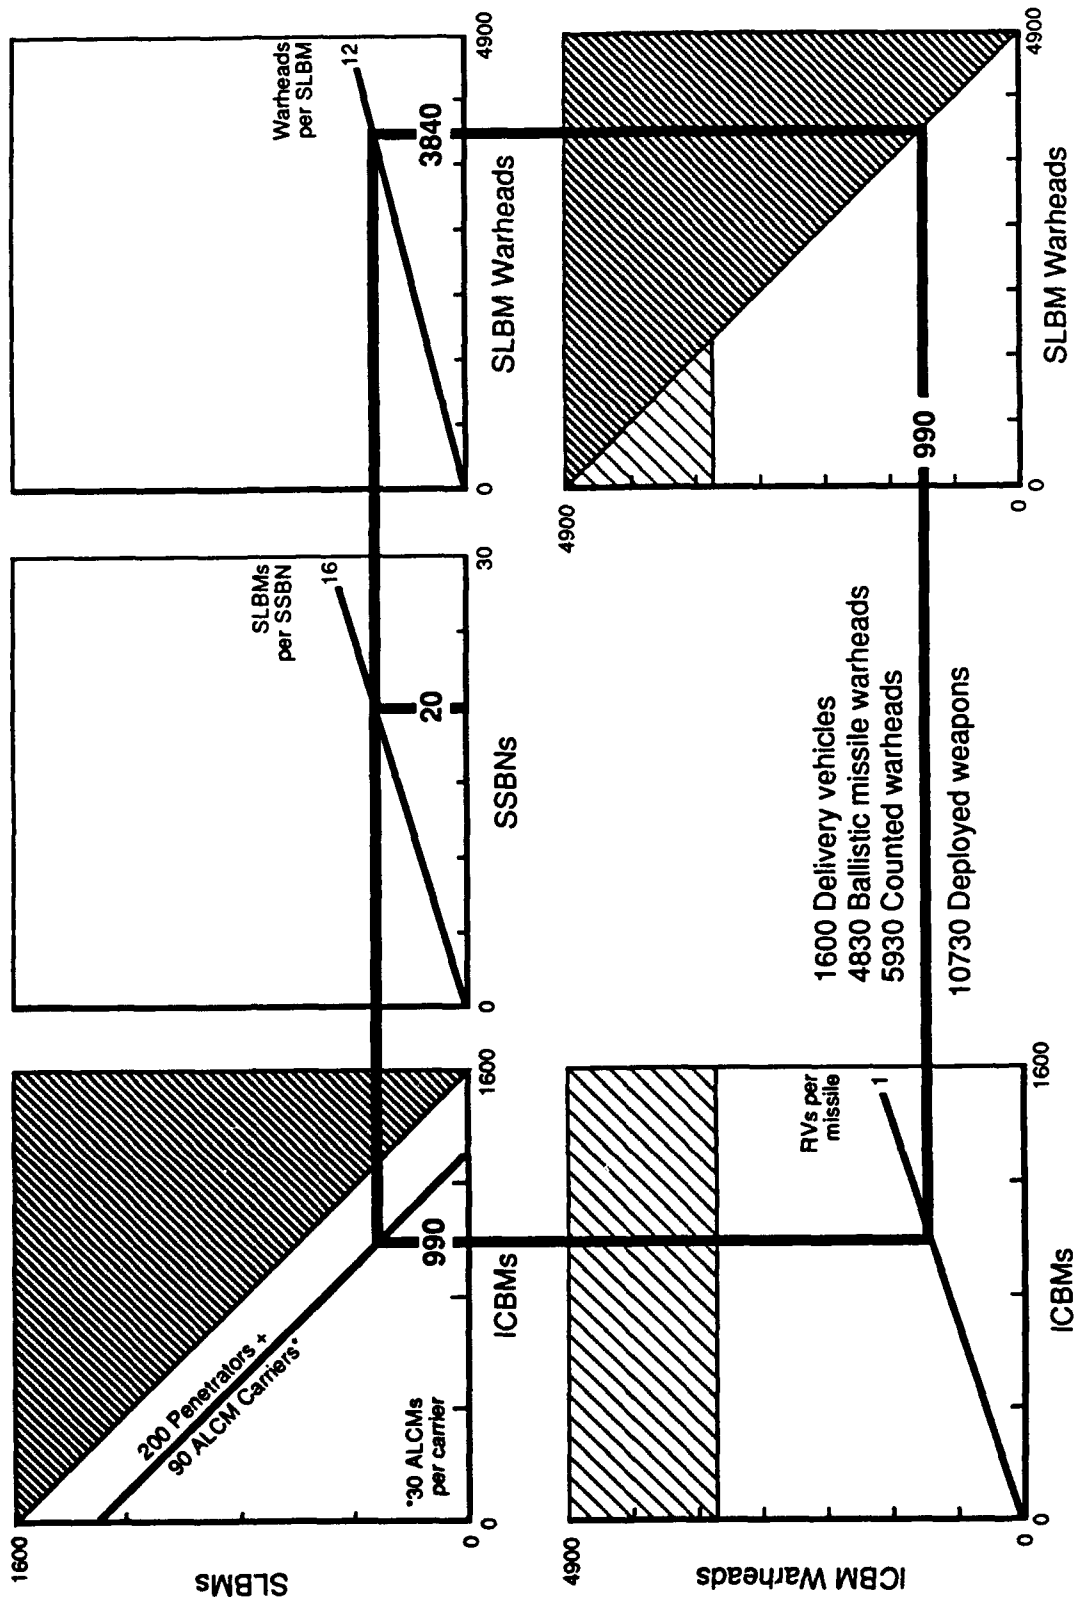 1600
SLBMs
0
200 Penetrators +
90 ALCM Carriers*
*30 ALCMs
per carrier
990
0
1600
ICBMs
SLBMs
per SSBN
16
20
0
30
SSBNs
Warheads
per SLBM
12
3840
0
4900
SLBM Warheads
4900
ICBM Warheads
0
RVs per
missile
1
0
1600
ICBMs
1600 Delivery vehicles
4830 Ballistic missile warheads
5930 Counted warheads
10730 Deployed weapons
4900
0
990
0
4900
SLBM Warheads